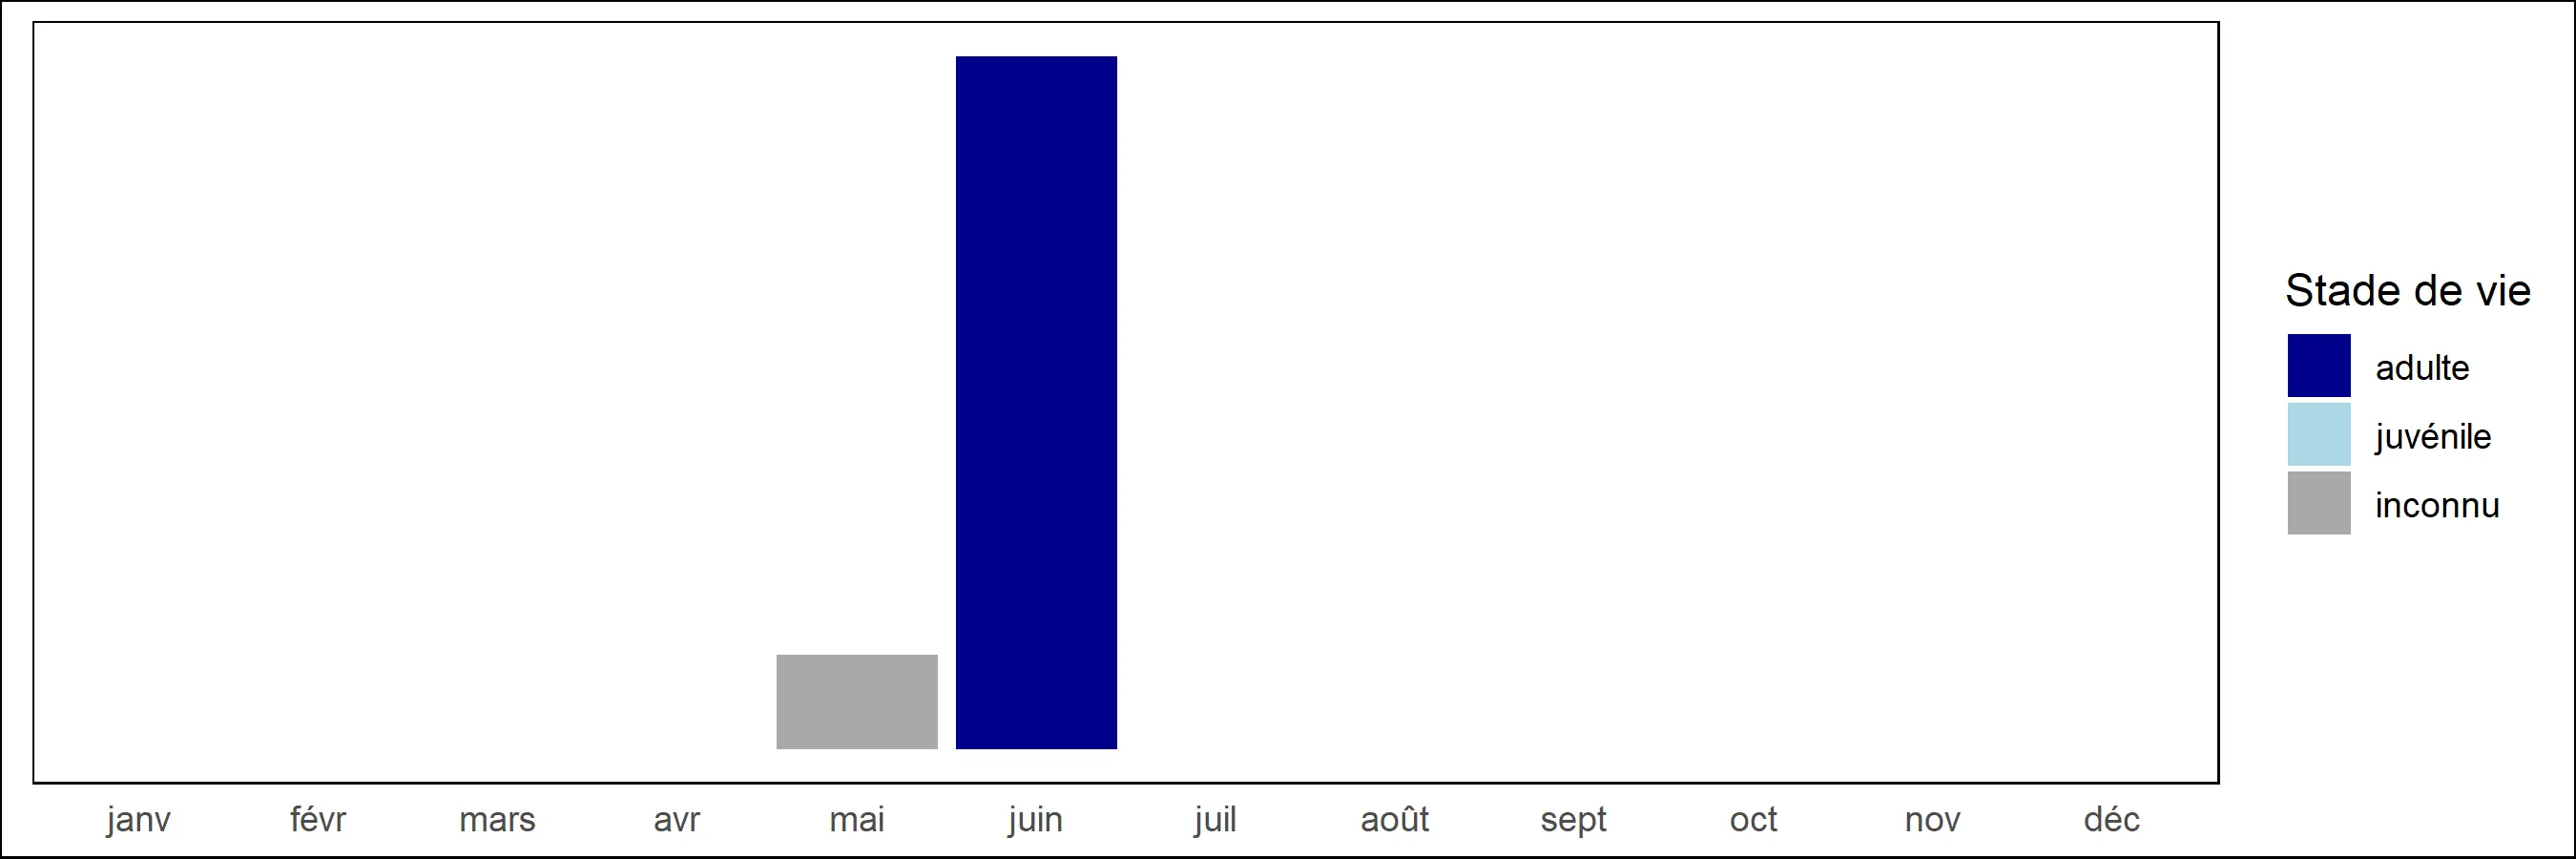 Stade de vie
adulte
juvénile
inconnu
janv févr mars avr mai juin juil août sept oct nov déc